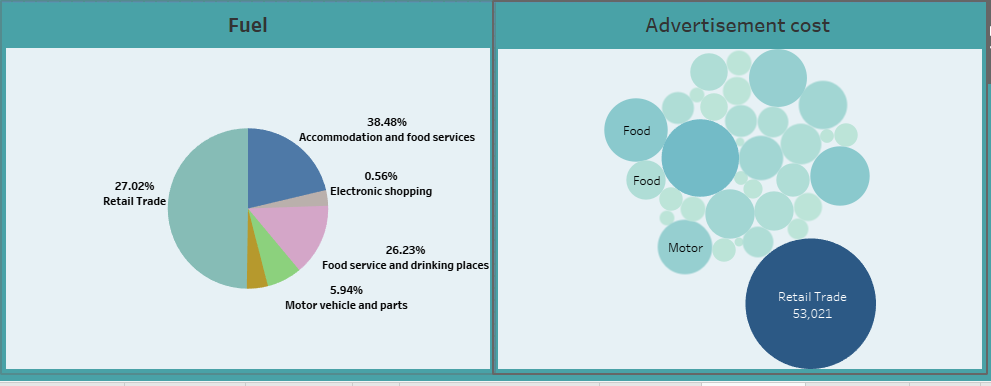 Fuel
38.48%
Accommodation and food services
0.56%
Electronic shopping
27.02%
Retail Trade
26.23%
Food service and drinking places
5.94%
Motor vehicle and parts
Advertisement cost
Food
Food
Motor
Retail Trade
53,021